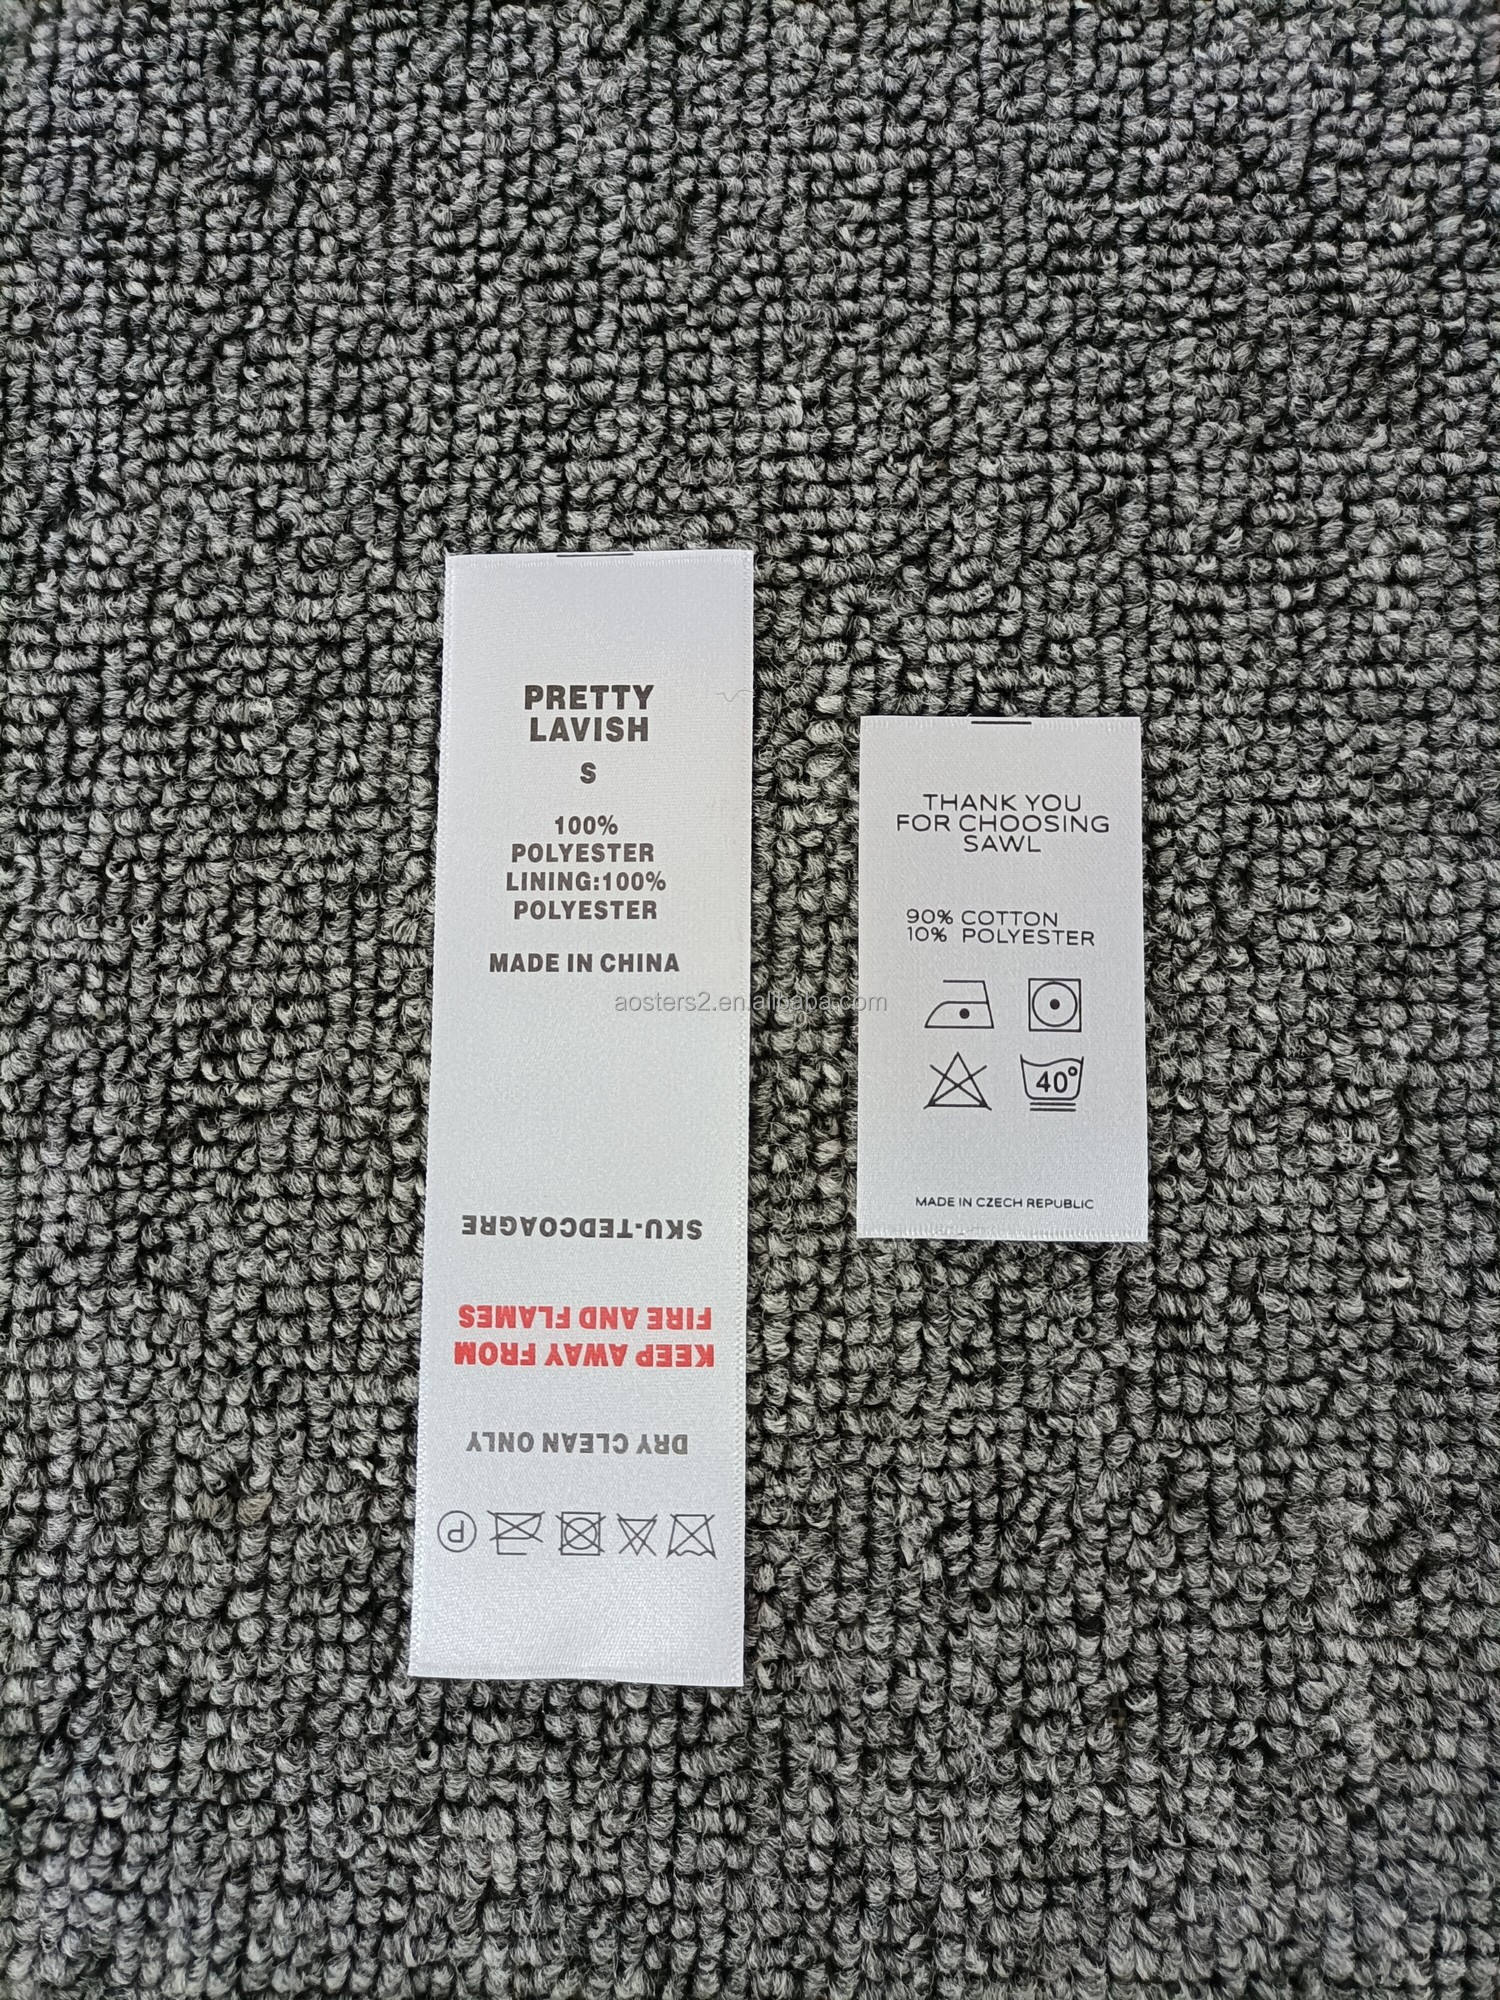 PRETTY
LAVISH
S
100%
POLYESTER
LINING:100%
POLYESTER
MADE IN CHINA
SKU-TEDCOAGRE
KEEP AWAY FROM
FIRE AND FLAMES
DRY CLEAN ONLY
P
THANK YOU
FOR CHOOSING
SAWL
90% COTTON
10% POLYESTER
40°
MADE IN CZECH REPUBLIC
aosters2.en.alibaba.com